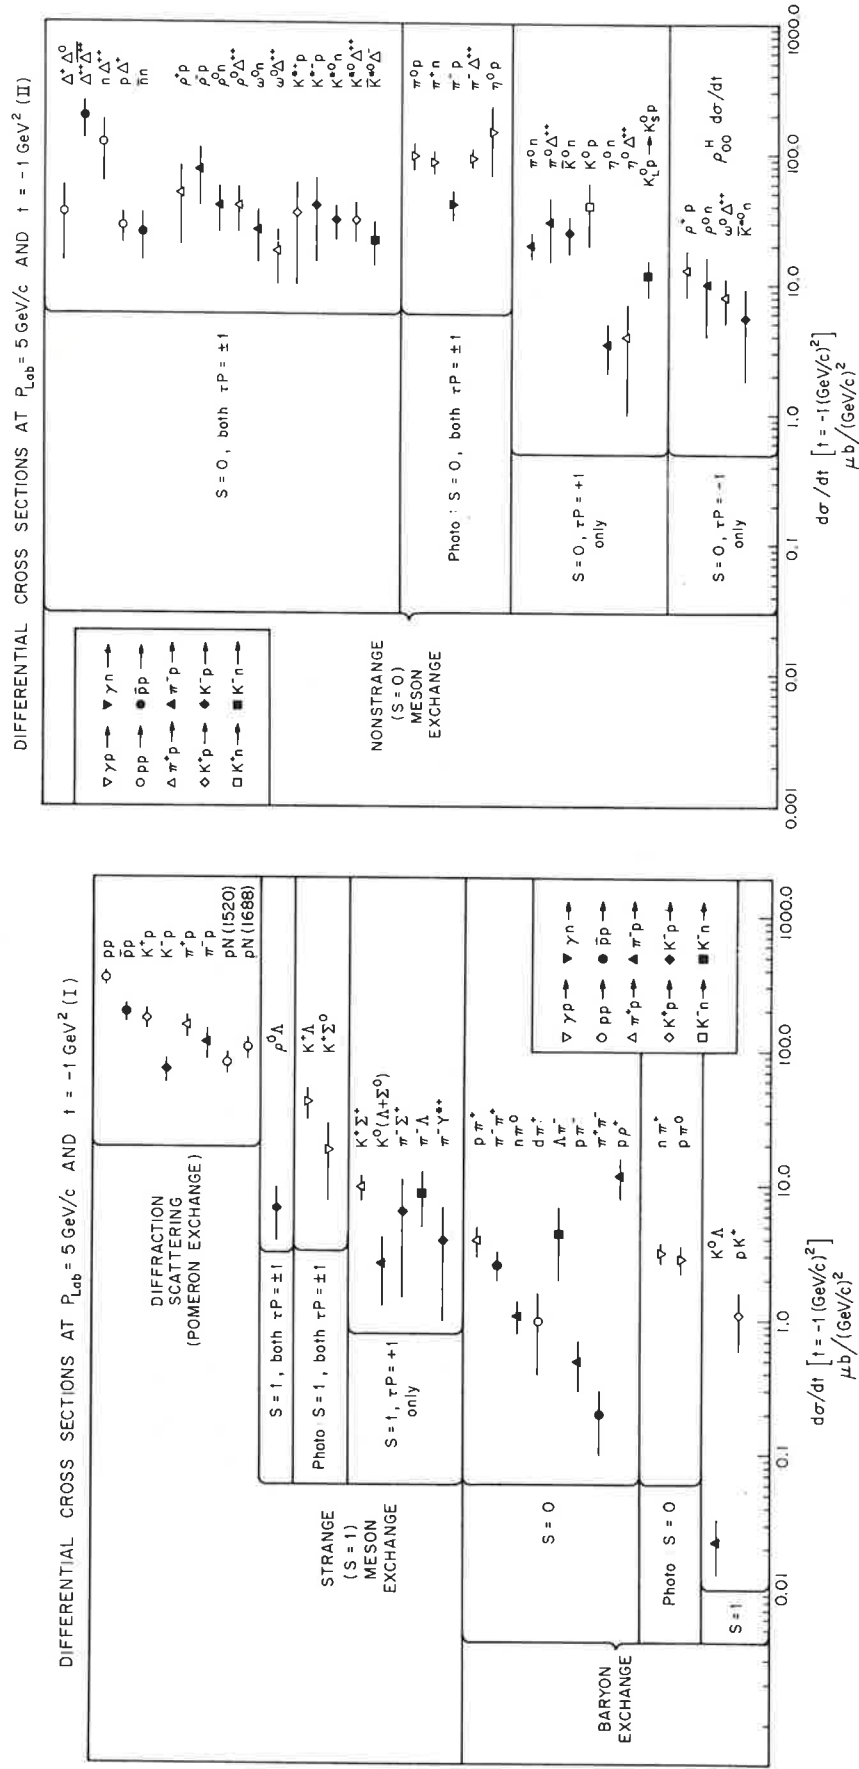 DIFFERENTIAL CROSS SECTIONS AT P_Lab = 5 GeV/c AND t = -1 GeV² (I)
DIFFRACTION
SCATTERING
(POMERON EXCHANGE)
pp
p̄p
K⁺p
K⁻p
π⁺p
π⁻p
pN(1520)
pN(1688)
S=1, both τP=±1
ρ⁰Λ
Photo: S=1, both τP=±1
K⁺Λ
K⁺Σ⁰
STRANGE
(S=1)
MESON
EXCHANGE
S=1, τP=+1
only
K⁺Σ⁺
K⁰(Λ+Σ⁰)
π⁻Σ⁺
π⁻Λ
π⁻Y*⁺
BARYON
EXCHANGE
S=0
pπ⁺
π⁻π⁺
nπ⁰
dπ⁺
Λπ⁻
pπ⁻
π⁺π⁻
pρ⁺
Photo: S=0
nπ⁺
pπ⁰
S=1
K⁰Λ
pK⁺
▽ γp→ ▼ γn→
○ pp→ ● p̄p→
△ π⁺p→ ▲ π⁻p→
◇ K⁺p→ ◆ K⁻p→
□ K⁻n→ ■ K⁻n→
0.01 0.1 1.0 10.0 100.0 1000.0
dσ/dt [t=-1(GeV/c)²]
μb/(GeV/c)²
DIFFERENTIAL CROSS SECTIONS AT P_Lab = 5 GeV/c AND t = -1 GeV² (II)
▽ γp→ ▼ γn→
○ pp→ ● p̄p→
△ π⁺p→ ▲ π⁻p→
◇ K⁺p→ ◆ K⁻p→
□ K⁺n→ ■ K⁻n→
NONSTRANGE
(S=0)
MESON
EXCHANGE
S=0, both τP=±1
Δ⁺Δ⁰
nΔ⁺⁺
pΔ⁺
n̄n
ρ⁺p
ρ⁻p
ρ⁰n
ρ⁰Δ⁺⁺
ω⁰n
ω⁰Δ⁺⁺
K*⁺p
K*⁻p
K̄*⁰n
K*⁰Δ⁺⁺
K̄*⁰Δ⁻
Photo: S=0, both τP=±1
π⁰p
π⁺n
π⁻p
π⁻Δ⁺⁺
η⁰p
S=0, τP=+1
only
π⁰n
π⁰Δ⁺⁺
K̄⁰n
K⁰p
η⁰n
η⁰Δ⁺⁺
K_L⁰p→K_S⁰p
S=0, τP=-1
only
ρ⁺p
ρ⁰n
ω⁰Δ⁺⁺
K̄*⁰n
ρ₀₀ᴴ dσ/dt
0.001 0.01 0.1 1.0 10.0 100.0 1000.0
dσ/dt [t=-1(GeV/c)²]
μb/(GeV/c)²